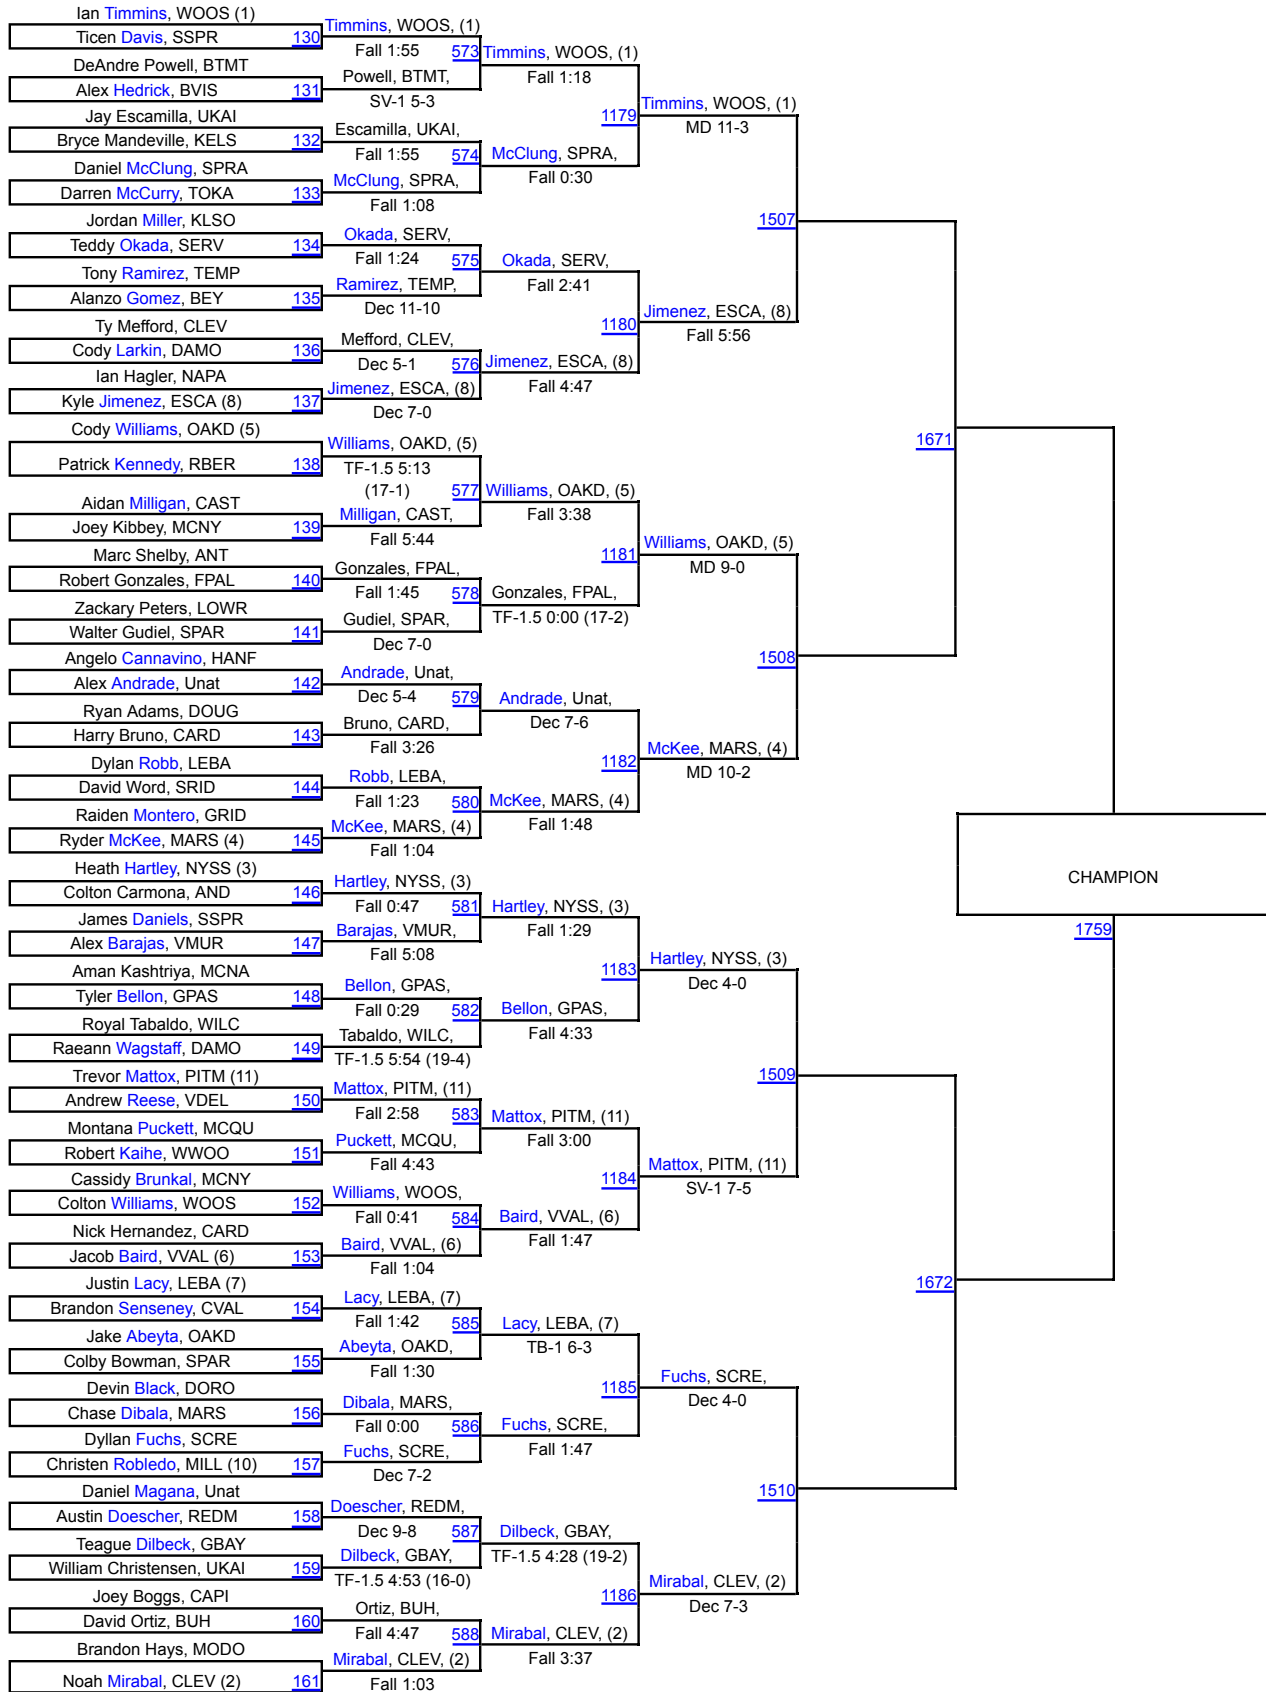 Ian Timmins, WOOS (1)
Ticen Davis, SSPR 130
DeAndre Powell, BTMT
Alex Hedrick, BVIS 131
Jay Escamilla, UKAI
Bryce Mandeville, KELS 132
Daniel McClung, SPRA
Darren McCurry, TOKA 133
Jordan Miller, KLSO
Teddy Okada, SERV 134
Tony Ramirez, TEMP
Alanzo Gomez, BEY 135
Ty Mefford, CLEV
Cody Larkin, DAMO 136
Ian Hagler, NAPA
Kyle Jimenez, ESCA (8) 137
Cody Williams, OAKD (5)
Patrick Kennedy, RBER 138
Aidan Milligan, CAST
Joey Kibbey, MCNY 139
Marc Shelby, ANT
Robert Gonzales, FPAL 140
Zackary Peters, LOWR
Walter Gudiel, SPAR 141
Angelo Cannavino, HANF
Alex Andrade, Unat 142
Ryan Adams, DOUG
Harry Bruno, CARD 143
Dylan Robb, LEBA
David Word, SRID 144
Raiden Montero, GRID
Ryder McKee, MARS (4) 145
Heath Hartley, NYSS (3)
Colton Carmona, AND 146
James Daniels, SSPR
Alex Barajas, VMUR 147
Aman Kashtriya, MCNA
Tyler Bellon, GPAS 148
Royal Tabaldo, WILC
Raeann Wagstaff, DAMO 149
Trevor Mattox, PITM (11)
Andrew Reese, VDEL 150
Montana Puckett, MCQU
Robert Kaihe, WWOO 151
Cassidy Brunkal, MCNY
Colton Williams, WOOS 152
Nick Hernandez, CARD
Jacob Baird, VVAL (6) 153
Justin Lacy, LEBA (7)
Brandon Senseney, CVAL 154
Jake Abeyta, OAKD
Colby Bowman, SPAR 155
Devin Black, DORO
Chase Dibala, MARS 156
Dyllan Fuchs, SCRE
Christen Robledo, MILL (10) 157
Daniel Magana, Unat
Austin Doescher, REDM 158
Teague Dilbeck, GBAY
William Christensen, UKAI 159
Joey Boggs, CAPI
David Ortiz, BUH 160
Brandon Hays, MODO
Noah Mirabal, CLEV (2) 161
Timmins, WOOS, (1)
Fall 1:55 573
Powell, BTMT,
SV-1 5-3
Escamilla, UKAI,
Fall 1:55 574
McClung, SPRA,
Fall 1:08
Okada, SERV,
Fall 1:24 575
Ramirez, TEMP,
Dec 11-10
Mefford, CLEV,
Dec 5-1 576
Jimenez, ESCA, (8)
Dec 7-0
Williams, OAKD, (5)
TF-1.5 5:13
(17-1) 577
Milligan, CAST,
Fall 5:44
Gonzales, FPAL,
Fall 1:45 578
Gudiel, SPAR,
Dec 7-0
Andrade, Unat,
Dec 5-4 579
Bruno, CARD,
Fall 3:26
Robb, LEBA,
Fall 1:23 580
McKee, MARS, (4)
Fall 1:04
Hartley, NYSS, (3)
Fall 0:47 581
Barajas, VMUR,
Fall 5:08
Bellon, GPAS,
Fall 0:29 582
Tabaldo, WILC,
TF-1.5 5:54 (19-4)
Mattox, PITM, (11)
Fall 2:58 583
Puckett, MCQU,
Fall 4:43
Williams, WOOS,
Fall 0:41 584
Baird, VVAL, (6)
Fall 1:04
Lacy, LEBA, (7)
Fall 1:42 585
Abeyta, OAKD,
Fall 1:30
Dibala, MARS,
Fall 0:00 586
Fuchs, SCRE,
Dec 7-2
Doescher, REDM,
Dec 9-8 587
Dilbeck, GBAY,
TF-1.5 4:53 (16-0)
Ortiz, BUH,
Fall 4:47 588
Mirabal, CLEV, (2)
Fall 1:03
Timmins, WOOS, (1)
Fall 1:18
1179
McClung, SPRA,
Fall 0:30
Okada, SERV,
Fall 2:41
1180
Jimenez, ESCA, (8)
Fall 4:47
Williams, OAKD, (5)
Fall 3:38
1181
Gonzales, FPAL,
TF-1.5 0:00 (17-2)
Andrade, Unat,
Dec 7-6
1182
McKee, MARS, (4)
Fall 1:48
Hartley, NYSS, (3)
Fall 1:29
1183
Bellon, GPAS,
Fall 4:33
Mattox, PITM, (11)
Fall 3:00
1184
Baird, VVAL, (6)
Fall 1:47
Lacy, LEBA, (7)
TB-1 6-3
1185
Fuchs, SCRE,
Fall 1:47
Dilbeck, GBAY,
TF-1.5 4:28 (19-2)
1186
Mirabal, CLEV, (2)
Fall 3:37
Timmins, WOOS, (1)
MD 11-3
1507
Jimenez, ESCA, (8)
Fall 5:56
Williams, OAKD, (5)
MD 9-0
1508
McKee, MARS, (4)
MD 10-2
Hartley, NYSS, (3)
Dec 4-0
1509
Mattox, PITM, (11)
SV-1 7-5
Fuchs, SCRE,
Dec 4-0
1510
Mirabal, CLEV, (2)
Dec 7-3
1671
1672
CHAMPION
1759